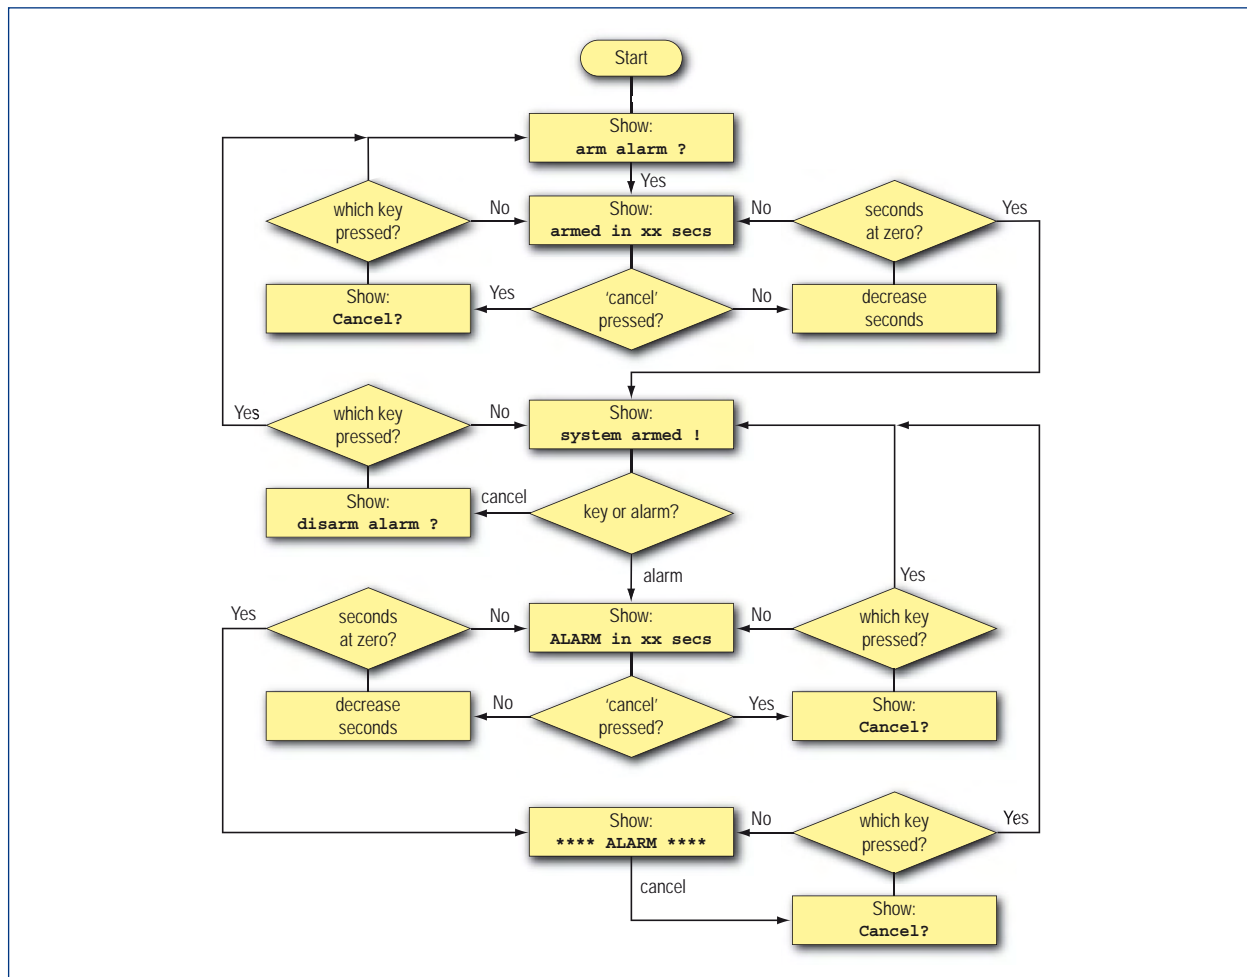 Start
Show:
arm alarm ?
Yes
which key
pressed?
No
Show:
armed in xx secs
No
seconds
at zero?
Yes
Show:
Cancel?
Yes
'cancel'
pressed?
No
decrease
seconds
Yes
which key
pressed?
No
Show:
system armed !
Show:
disarm alarm ?
cancel
key or alarm?
alarm
Yes
Yes
seconds
at zero?
No
Show:
ALARM in xx secs
No
which key
pressed?
decrease
seconds
No
'cancel'
pressed?
Yes
Show:
Cancel?
Show:
**** ALARM ****
No
which key
pressed?
Yes
cancel
Show:
Cancel?